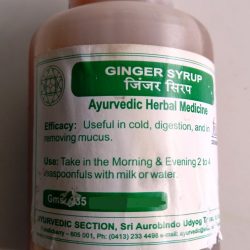 GINGER SYRUP
जिंजर सिरप
Ayurvedic Herbal Medicine
Efficacy: Useful in cold, digestion, and in
removing mucus.
Use: Take in the Morning & Evening 2 to 4
teaspoonfuls with milk or water.
AYURVEDIC SECTION, Sri Aurobindo Udyog
605 001, Ph: (0413) 233